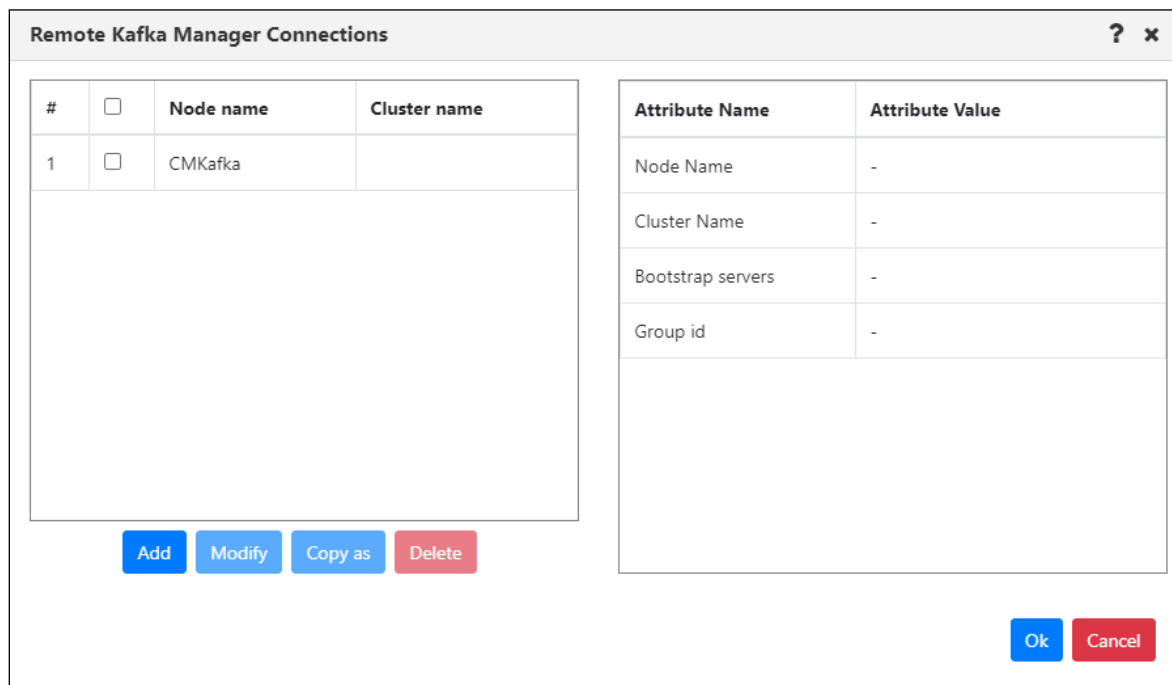 Remote Kafka Manager Connections ? ×
# Node name Cluster name
1 CMKafka
Add Modify Copy as Delete
Attribute Name Attribute Value
Node Name -
Cluster Name -
Bootstrap servers -
Group id -
Ok Cancel